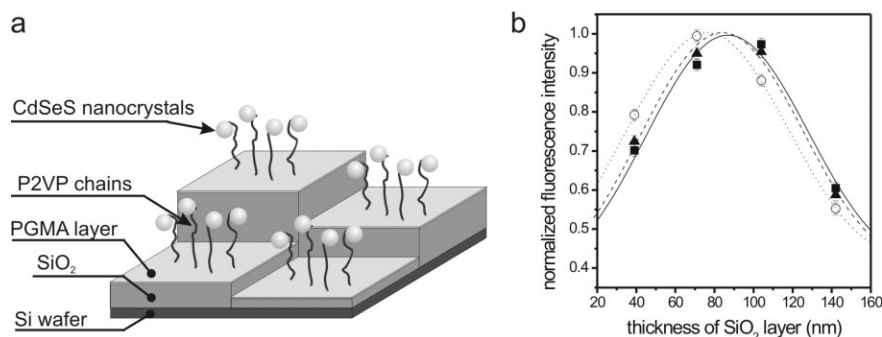 a
CdSeS nanocrystals
P2VP chains
PGMA layer
SiO₂
Si wafer
b
normalized fluorescence intensity
1.0
0.9
0.8
0.7
0.6
0.5
0.4
20 40 60 80 100 120 140 160
thickness of SiO₂ layer (nm)